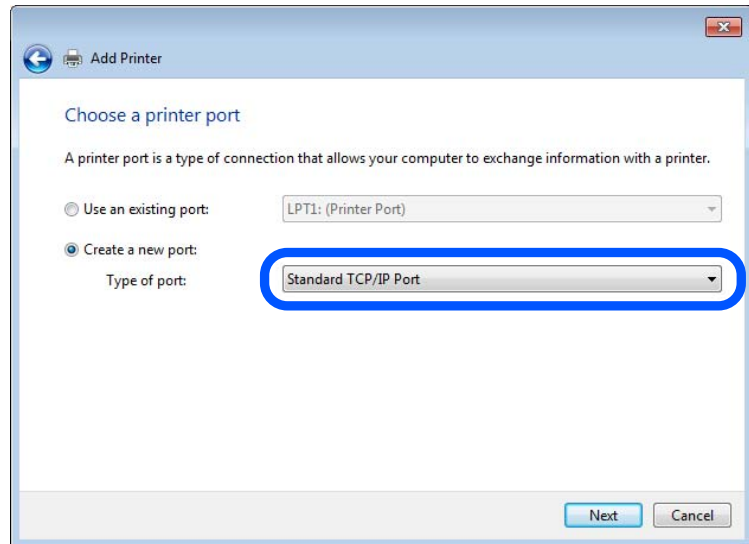 Add Printer
Choose a printer port
A printer port is a type of connection that allows your computer to exchange information with a printer.
Use an existing port: LPT1: (Printer Port)
Create a new port:
Type of port: Standard TCP/IP Port
Next Cancel